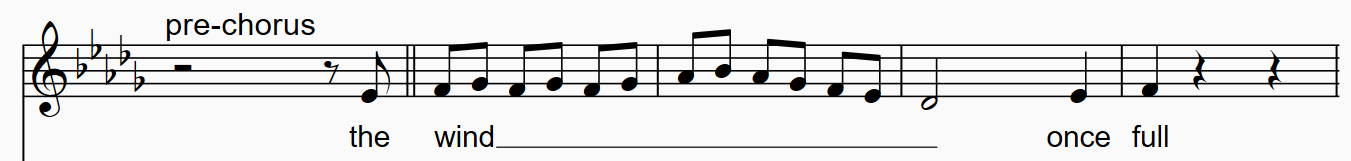 pre-chorus
the wind once full